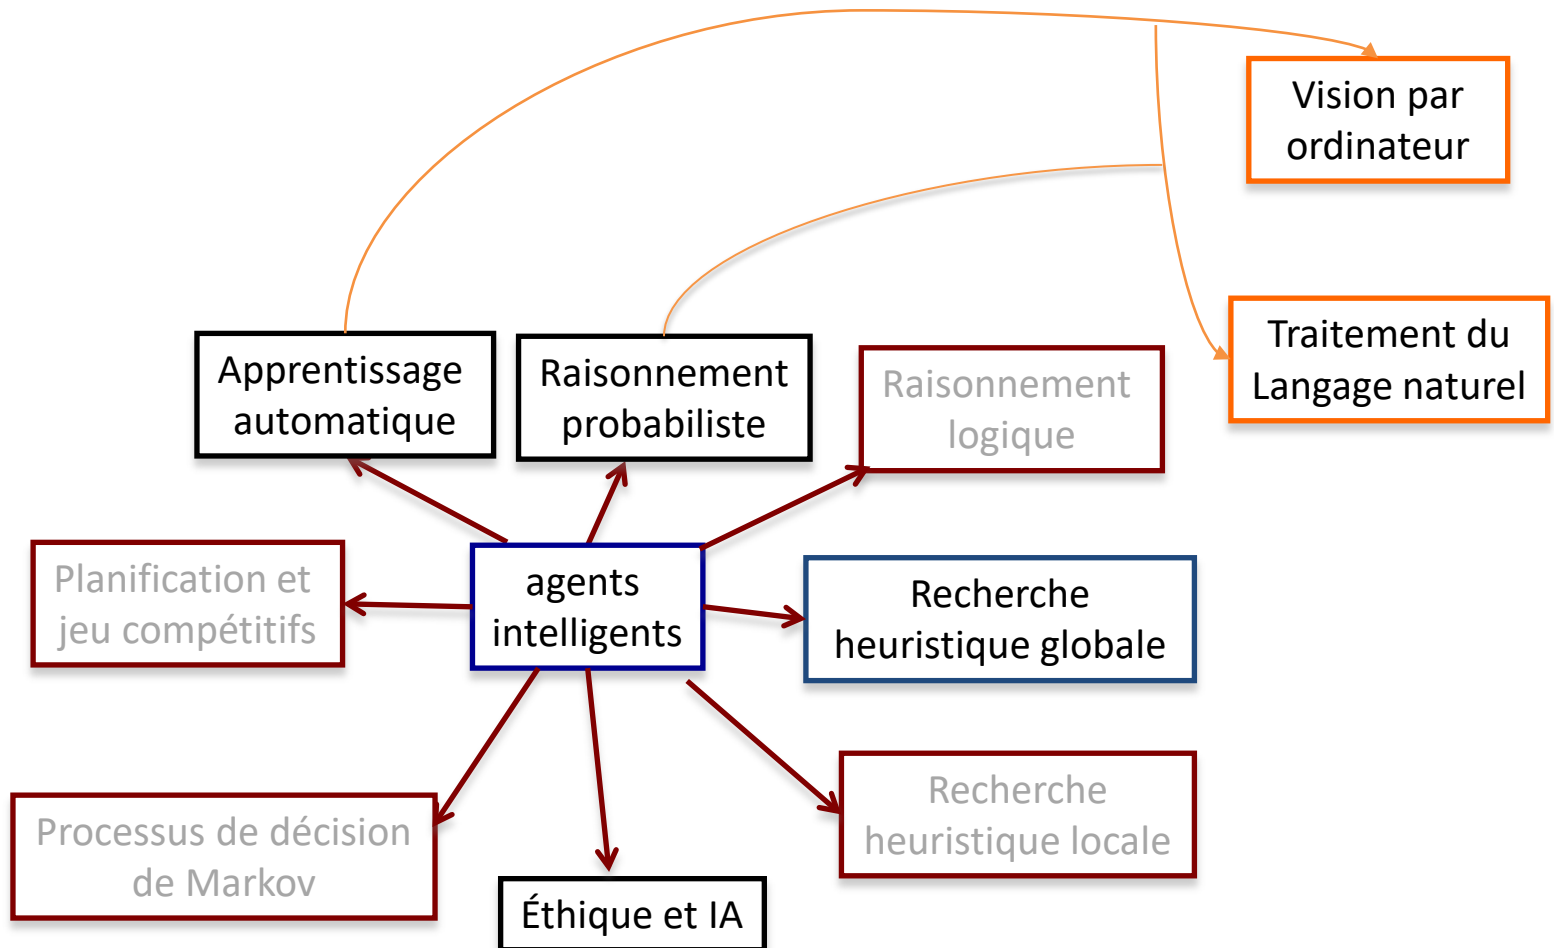 Vision par
ordinateur
Traitement du
Langage naturel
Apprentissage
automatique
Raisonnement
probabiliste
Raisonnement
logique
Planification et
jeu compétitifs
agents
intelligents
Recherche
heuristique globale
Processus de décision
de Markov
Éthique et IA
Recherche
heuristique locale